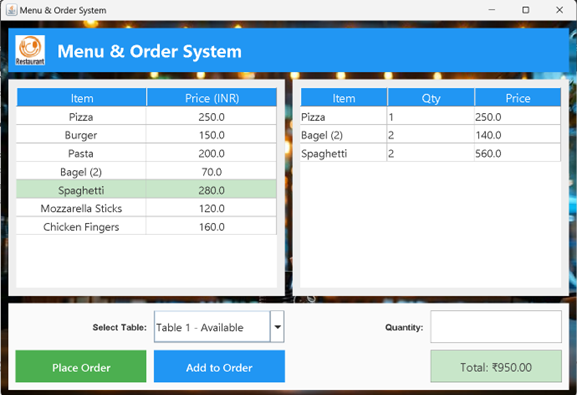 Menu & Order System
Restaurant
Menu & Order System
Item Price (INR)
Pizza 250.0
Burger 150.0
Pasta 200.0
Bagel (2) 70.0
Spaghetti 280.0
Mozzarella Sticks 120.0
Chicken Fingers 160.0
Item Qty Price
Pizza 1 250.0
Bagel (2) 2 140.0
Spaghetti 2 560.0
Select Table: Table 1 - Available
Quantity:
Place Order Add to Order
Total: ₹950.00